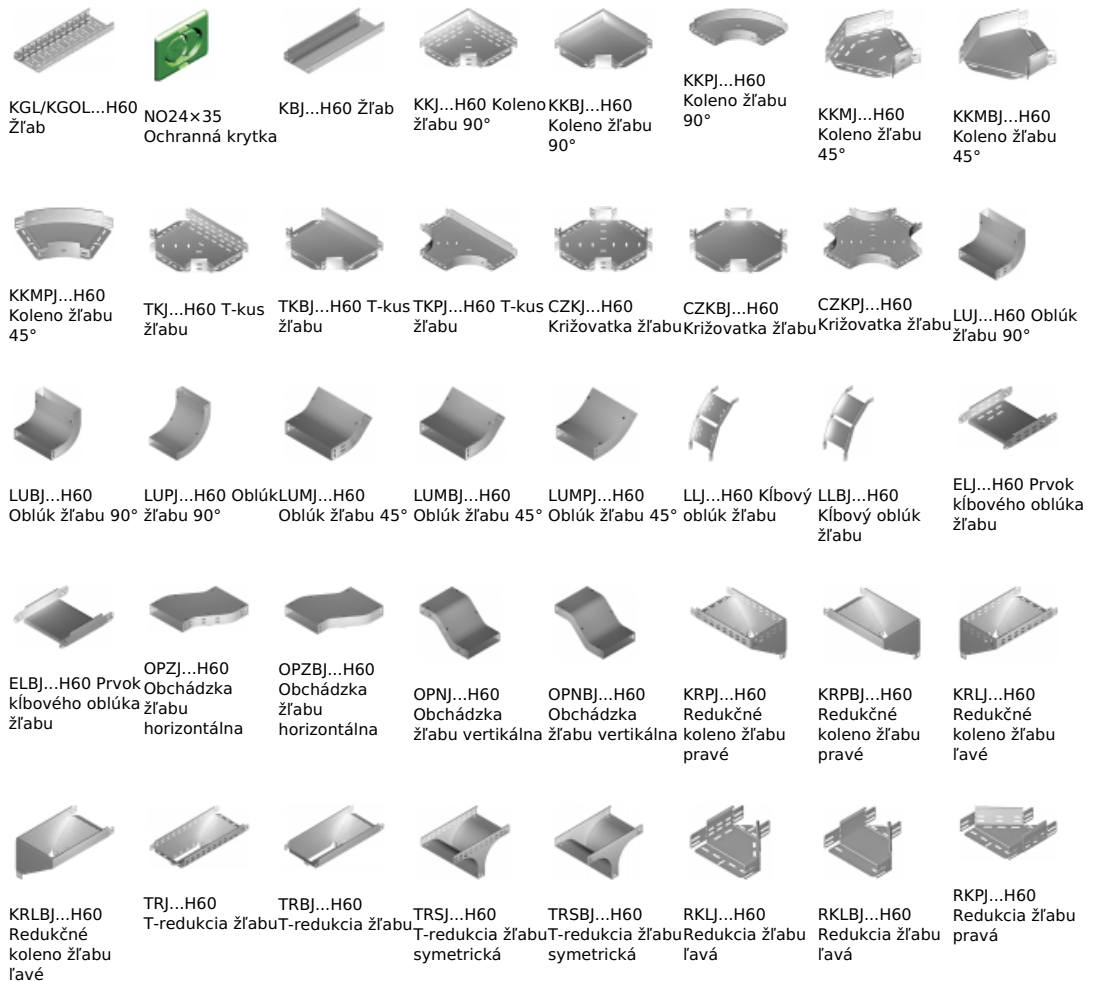 KGL/KGOL...H60
Žľab
NO24×35
Ochranná krytka
KBJ...H60 Žľab
KKJ...H60 Koleno
žľabu 90°
KKBJ...H60
Koleno žľabu
90°
KKPJ...H60
Koleno žľabu
90°
KKMJ...H60
Koleno žľabu
45°
KKMBJ...H60
Koleno žľabu
45°
KKMPJ...H60
Koleno žľabu
45°
TKJ...H60 T-kus
žľabu
TKBJ...H60 T-kus
žľabu
TKPJ...H60 T-kus
žľabu
CZKJ...H60
Križovatka žľabu
CZKBJ...H60
Križovatka žľabu
CZKPJ...H60
Križovatka žľabu
LUJ...H60 Oblúk
žľabu 90°
LUBJ...H60
Oblúk žľabu 90°
LUPJ...H60 Oblúk
žľabu 90°
LUMJ...H60
Oblúk žľabu 45°
LUMBJ...H60
Oblúk žľabu 45°
LUMPJ...H60
Oblúk žľabu 45°
LLJ...H60 Kĺbový
oblúk žľabu
LLBJ...H60
Kĺbový oblúk
žľabu
ELJ...H60 Prvok
kĺbového oblúka
žľabu
ELBJ...H60 Prvok
kĺbového oblúka
žľabu
OPZJ...H60
Obchádzka
žľabu
horizontálna
OPZBJ...H60
Obchádzka
žľabu
horizontálna
OPNJ...H60
Obchádzka
žľabu vertikálna
OPNBJ...H60
Obchádzka
žľabu vertikálna
KRPJ...H60
Redukčné
koleno žľabu
pravé
KRPBJ...H60
Redukčné
koleno žľabu
pravé
KRLJ...H60
Redukčné
koleno žľabu
ľavé
KRLBJ...H60
Redukčné
koleno žľabu
ľavé
TRJ...H60
T-redukcia žľabu
TRBJ...H60
T-redukcia žľabu
TRSJ...H60
T-redukcia žľabu
symetrická
TRSBJ...H60
T-redukcia žľabu
symetrická
RKLJ...H60
Redukcia žľabu
ľavá
RKLBJ...H60
Redukcia žľabu
ľavá
RKPJ...H60
Redukcia žľabu
pravá